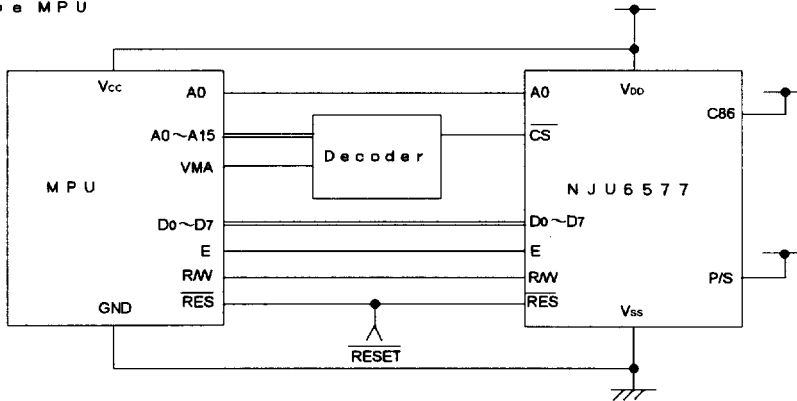 e MPU
Vcc
A0
A0~A15
VMA
MPU
D0~D7
E
R/W
RES
GND
Decoder
RESET
VDD
A0
CS
C86
NJU6577
D0~D7
E
R/W
RES
P/S
Vss